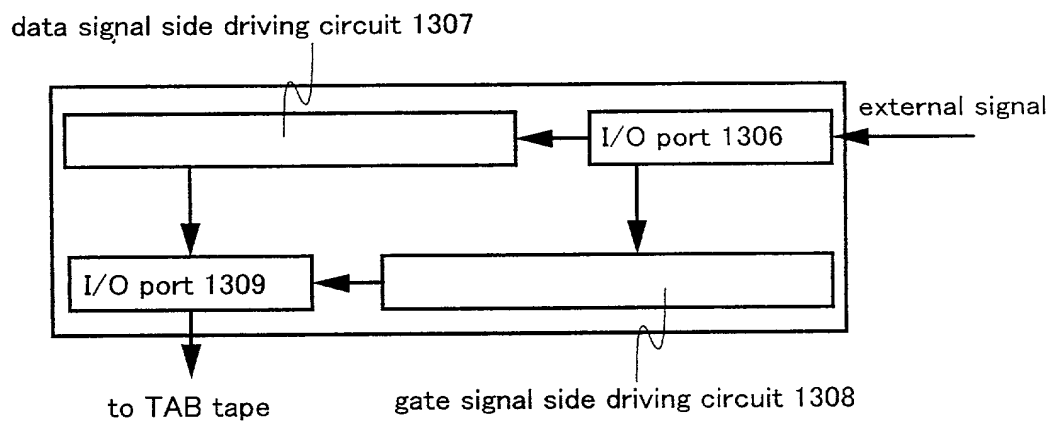 data signal side driving circuit 1307
external signal
I/O port 1306
I/O port 1309
to TAB tape
gate signal side driving circuit 1308